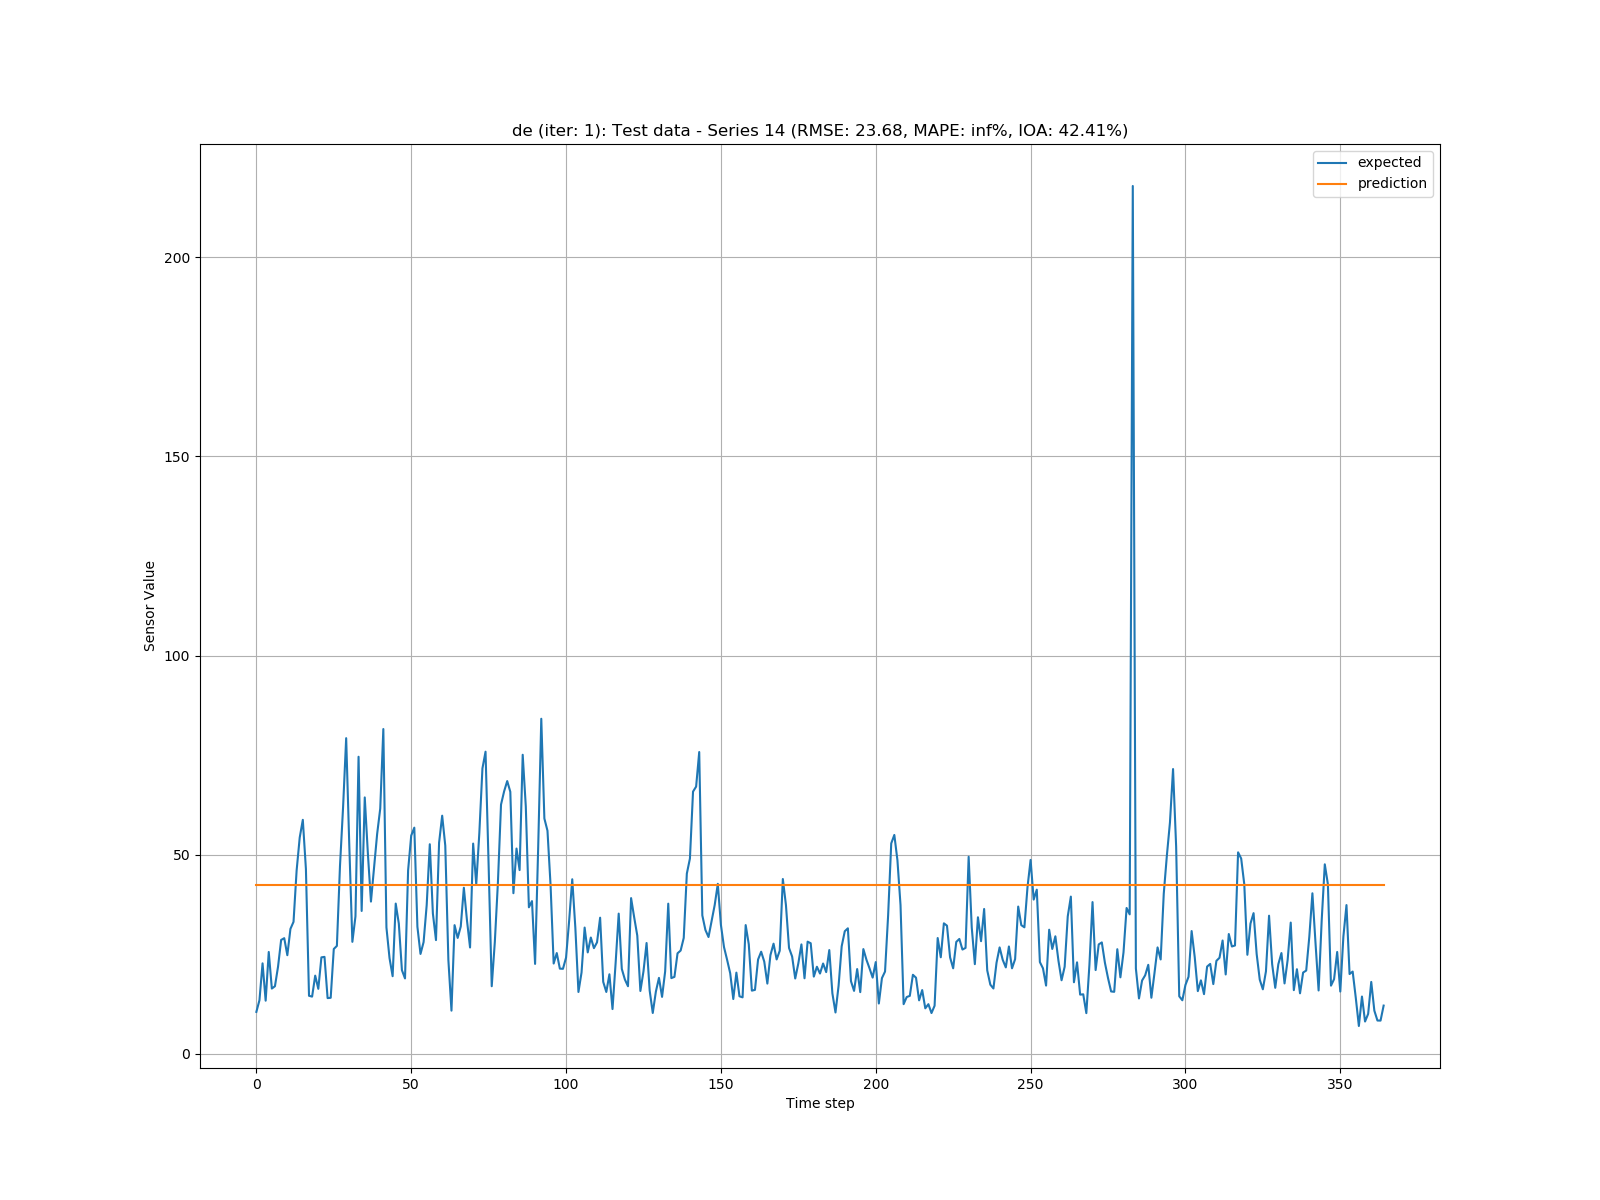 de (iter: 1): Test data - Series 14 (RMSE: 23.68, MAPE: inf%, IOA: 42.41%)
expected
prediction
200
150
100
50
0
Sensor Value
0 50 100 150 200 250 300 350
Time step